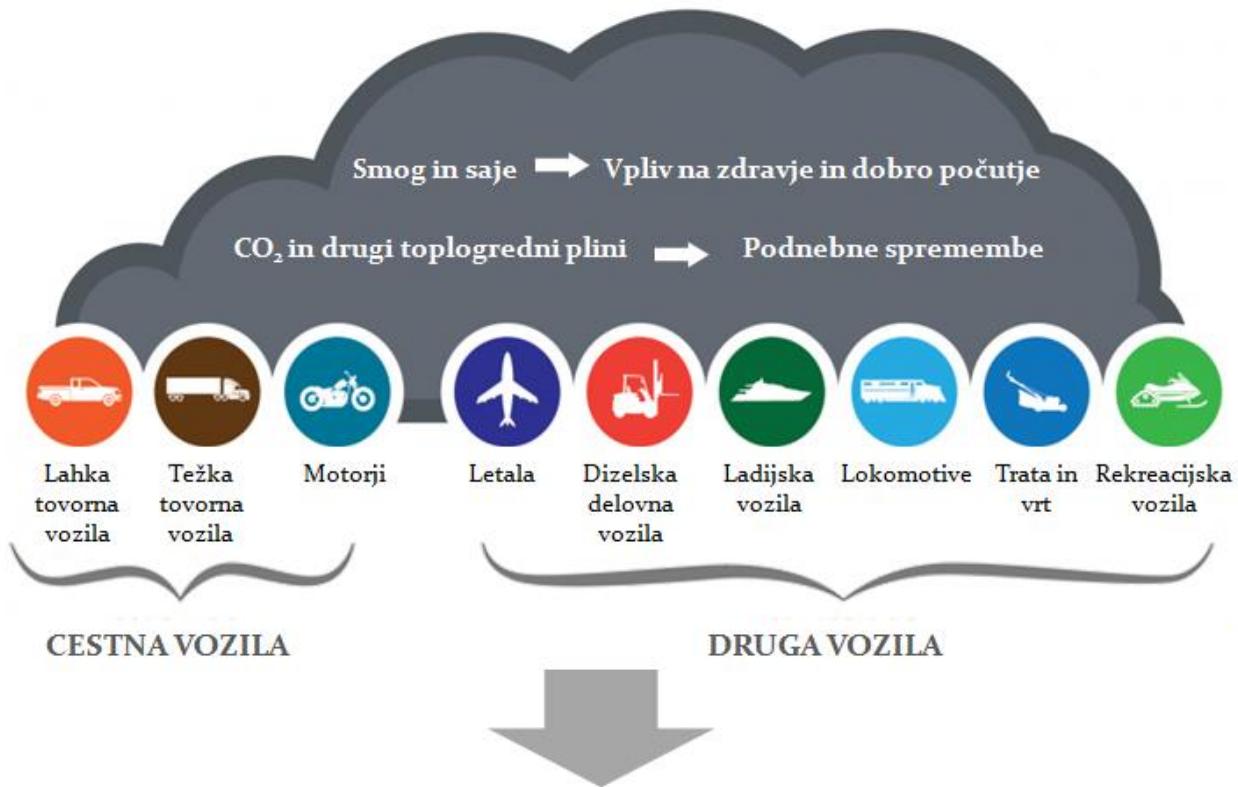 Smog in saje Vpliv na zdravje in dobro počutje
CO₂ in drugi toplogredni plini Podnebne spremembe
Lahka
tovorna
vozila
Težka
tovorna
vozila
Motorji
Letala
Dizelska
delovna
vozila
Ladijska
vozila
Lokomotive
Trata in
vrt
Rekreacijska
vozila
CESTNA VOZILA
DRUGA VOZILA